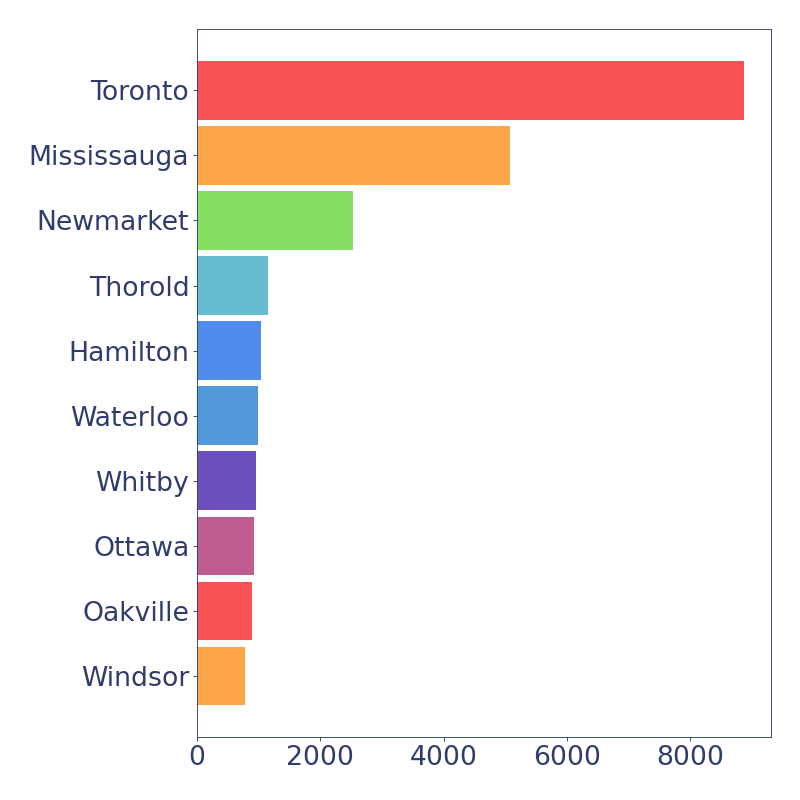 Toronto
Mississauga
Newmarket
Thorold
Hamilton
Waterloo
Whitby
Ottawa
Oakville
Windsor
0 2000 4000 6000 8000